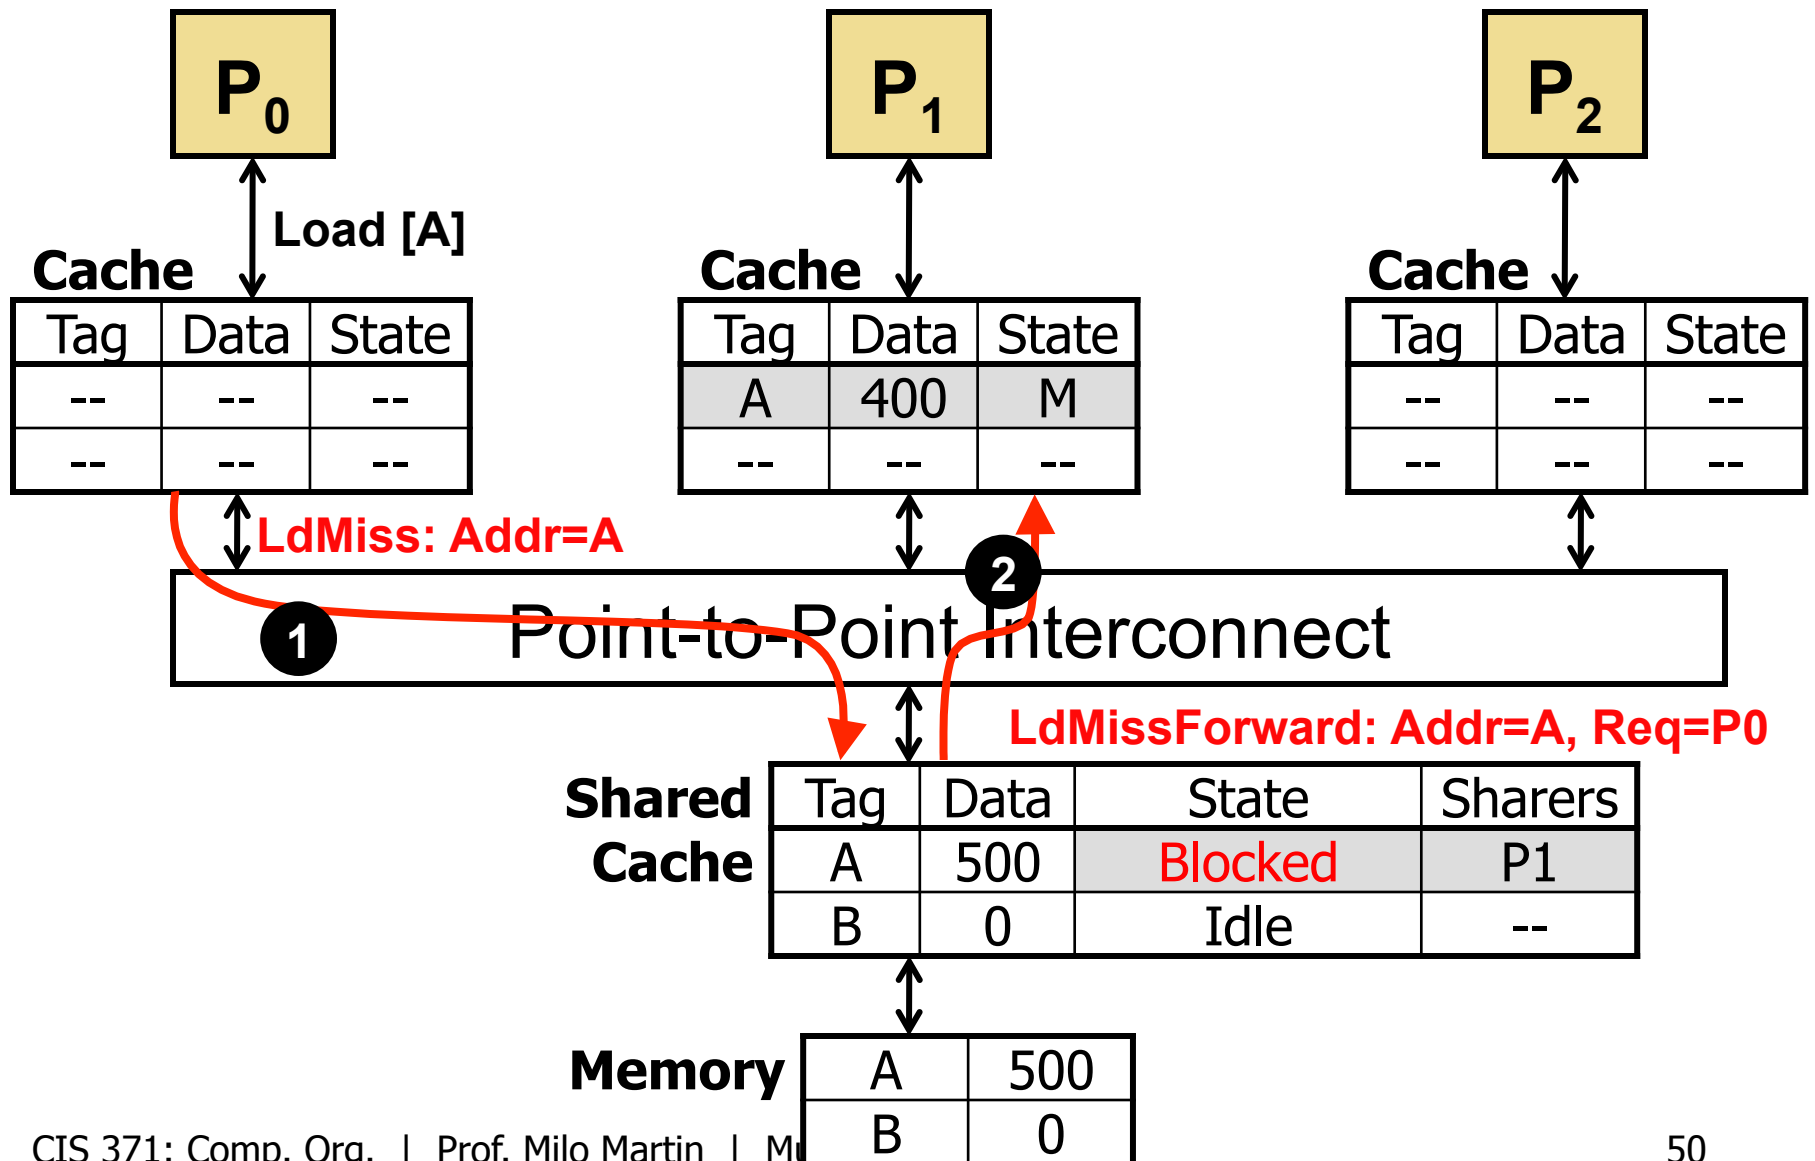 P0 P1 P2
Load [A]
Cache Cache Cache
Tag Data State Tag Data State Tag Data State
-- -- -- A 400 M -- -- --
-- -- -- -- -- -- -- -- --
LdMiss: Addr=A
2
1 Point-to-Point Interconnect
LdMissForward: Addr=A, Req=P0
Shared Tag Data State Sharers
Cache A 500 Blocked P1
B 0 Idle --
Memory A 500
B 0
CIS 371: Comp. Org. | Prof. Milo Martin | 50